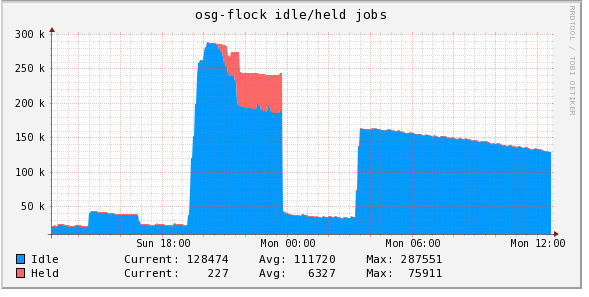 osg-flock idle/held jobs
RRDTOOL / TOBI OETIKER
300 k
250 k
200 k
150 k
100 k
50 k
Sun 18:00 Mon 00:00 Mon 06:00 Mon 12:00
Idle Current: 128474 Avg: 111720 Max: 287551
Held Current: 227 Avg: 6327 Max: 75911